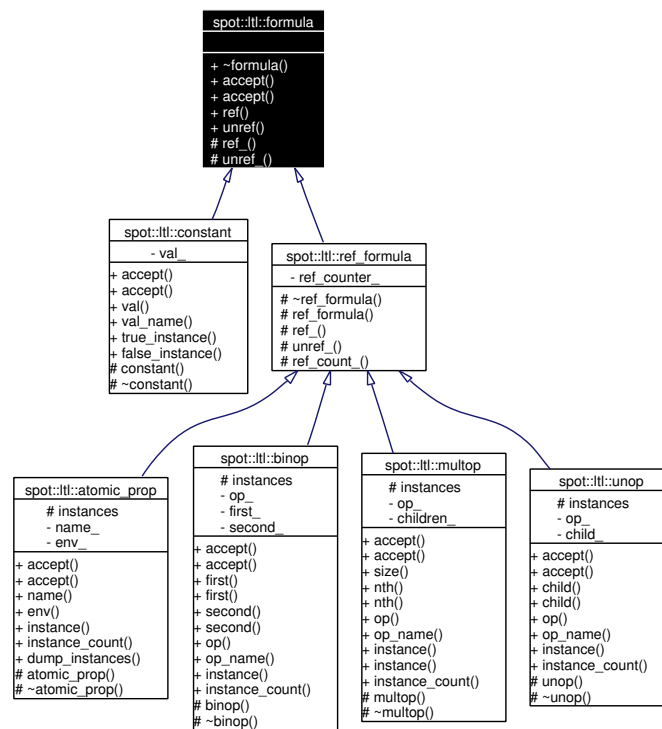 spot::ltl::formula
+ ~formula()
+ accept()
+ accept()
+ ref()
+ unref()
# ref_()
# unref_()
spot::ltl::constant
- val_
+ accept()
+ accept()
+ val()
+ val_name()
+ true_instance()
+ false_instance()
# constant()
# ~constant()
spot::ltl::ref_formula
- ref_counter_
# ~ref_formula()
# ref_formula()
# ref_()
# unref_()
# ref_count_()
spot::ltl::atomic_prop
# instances
- name_
- env_
+ accept()
+ accept()
+ name()
+ env()
+ instance()
+ instance_count()
+ dump_instances()
# atomic_prop()
# ~atomic_prop()
spot::ltl::binop
# instances
- op_
- first_
- second_
+ accept()
+ accept()
+ first()
+ first()
+ second()
+ second()
+ op()
+ op_name()
+ instance()
+ instance_count()
# binop()
# ~binop()
spot::ltl::multop
# instances
- op_
- children_
+ accept()
+ accept()
+ size()
+ nth()
+ nth()
+ op()
+ op_name()
+ instance()
+ instance()
+ instance_count()
# multop()
# ~multop()
spot::ltl::unop
# instances
- op_
- child_
+ accept()
+ accept()
+ child()
+ child()
+ op()
+ op_name()
+ instance()
+ instance_count()
# unop()
# ~unop()